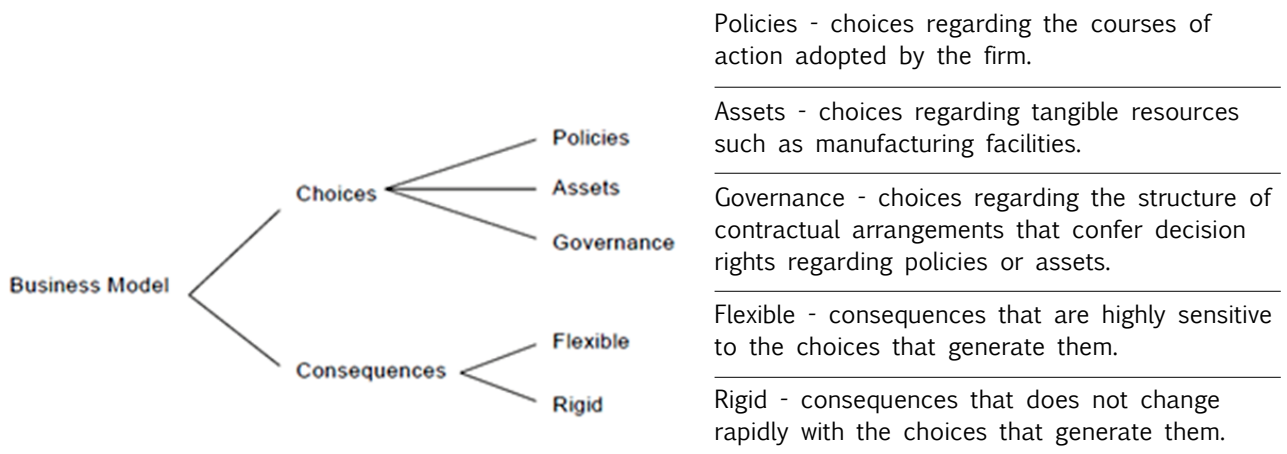 Business Model
Choices
Consequences
Policies
Assets
Governance
Flexible
Rigid
Policies - choices regarding the courses of
action adopted by the firm.
Assets - choices regarding tangible resources
such as manufacturing facilities.
Governance - choices regarding the structure of
contractual arrangements that confer decision
rights regarding policies or assets.
Flexible - consequences that are highly sensitive
to the choices that generate them.
Rigid - consequences that does not change
rapidly with the choices that generate them.